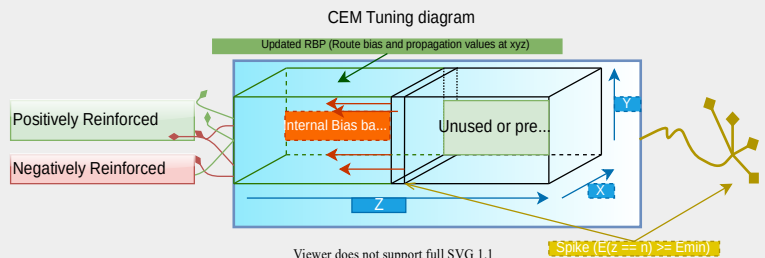 CEM Tuning diagram
Updated RBP (Route bias and propagation values at xyz)
Positively Reinforced
Negatively Reinforced
Internal Bias ba...
Unused or pre...
Y
X
Z
Spike (E(z == n) >= Emin)
Viewer does not support full SVG 1.1